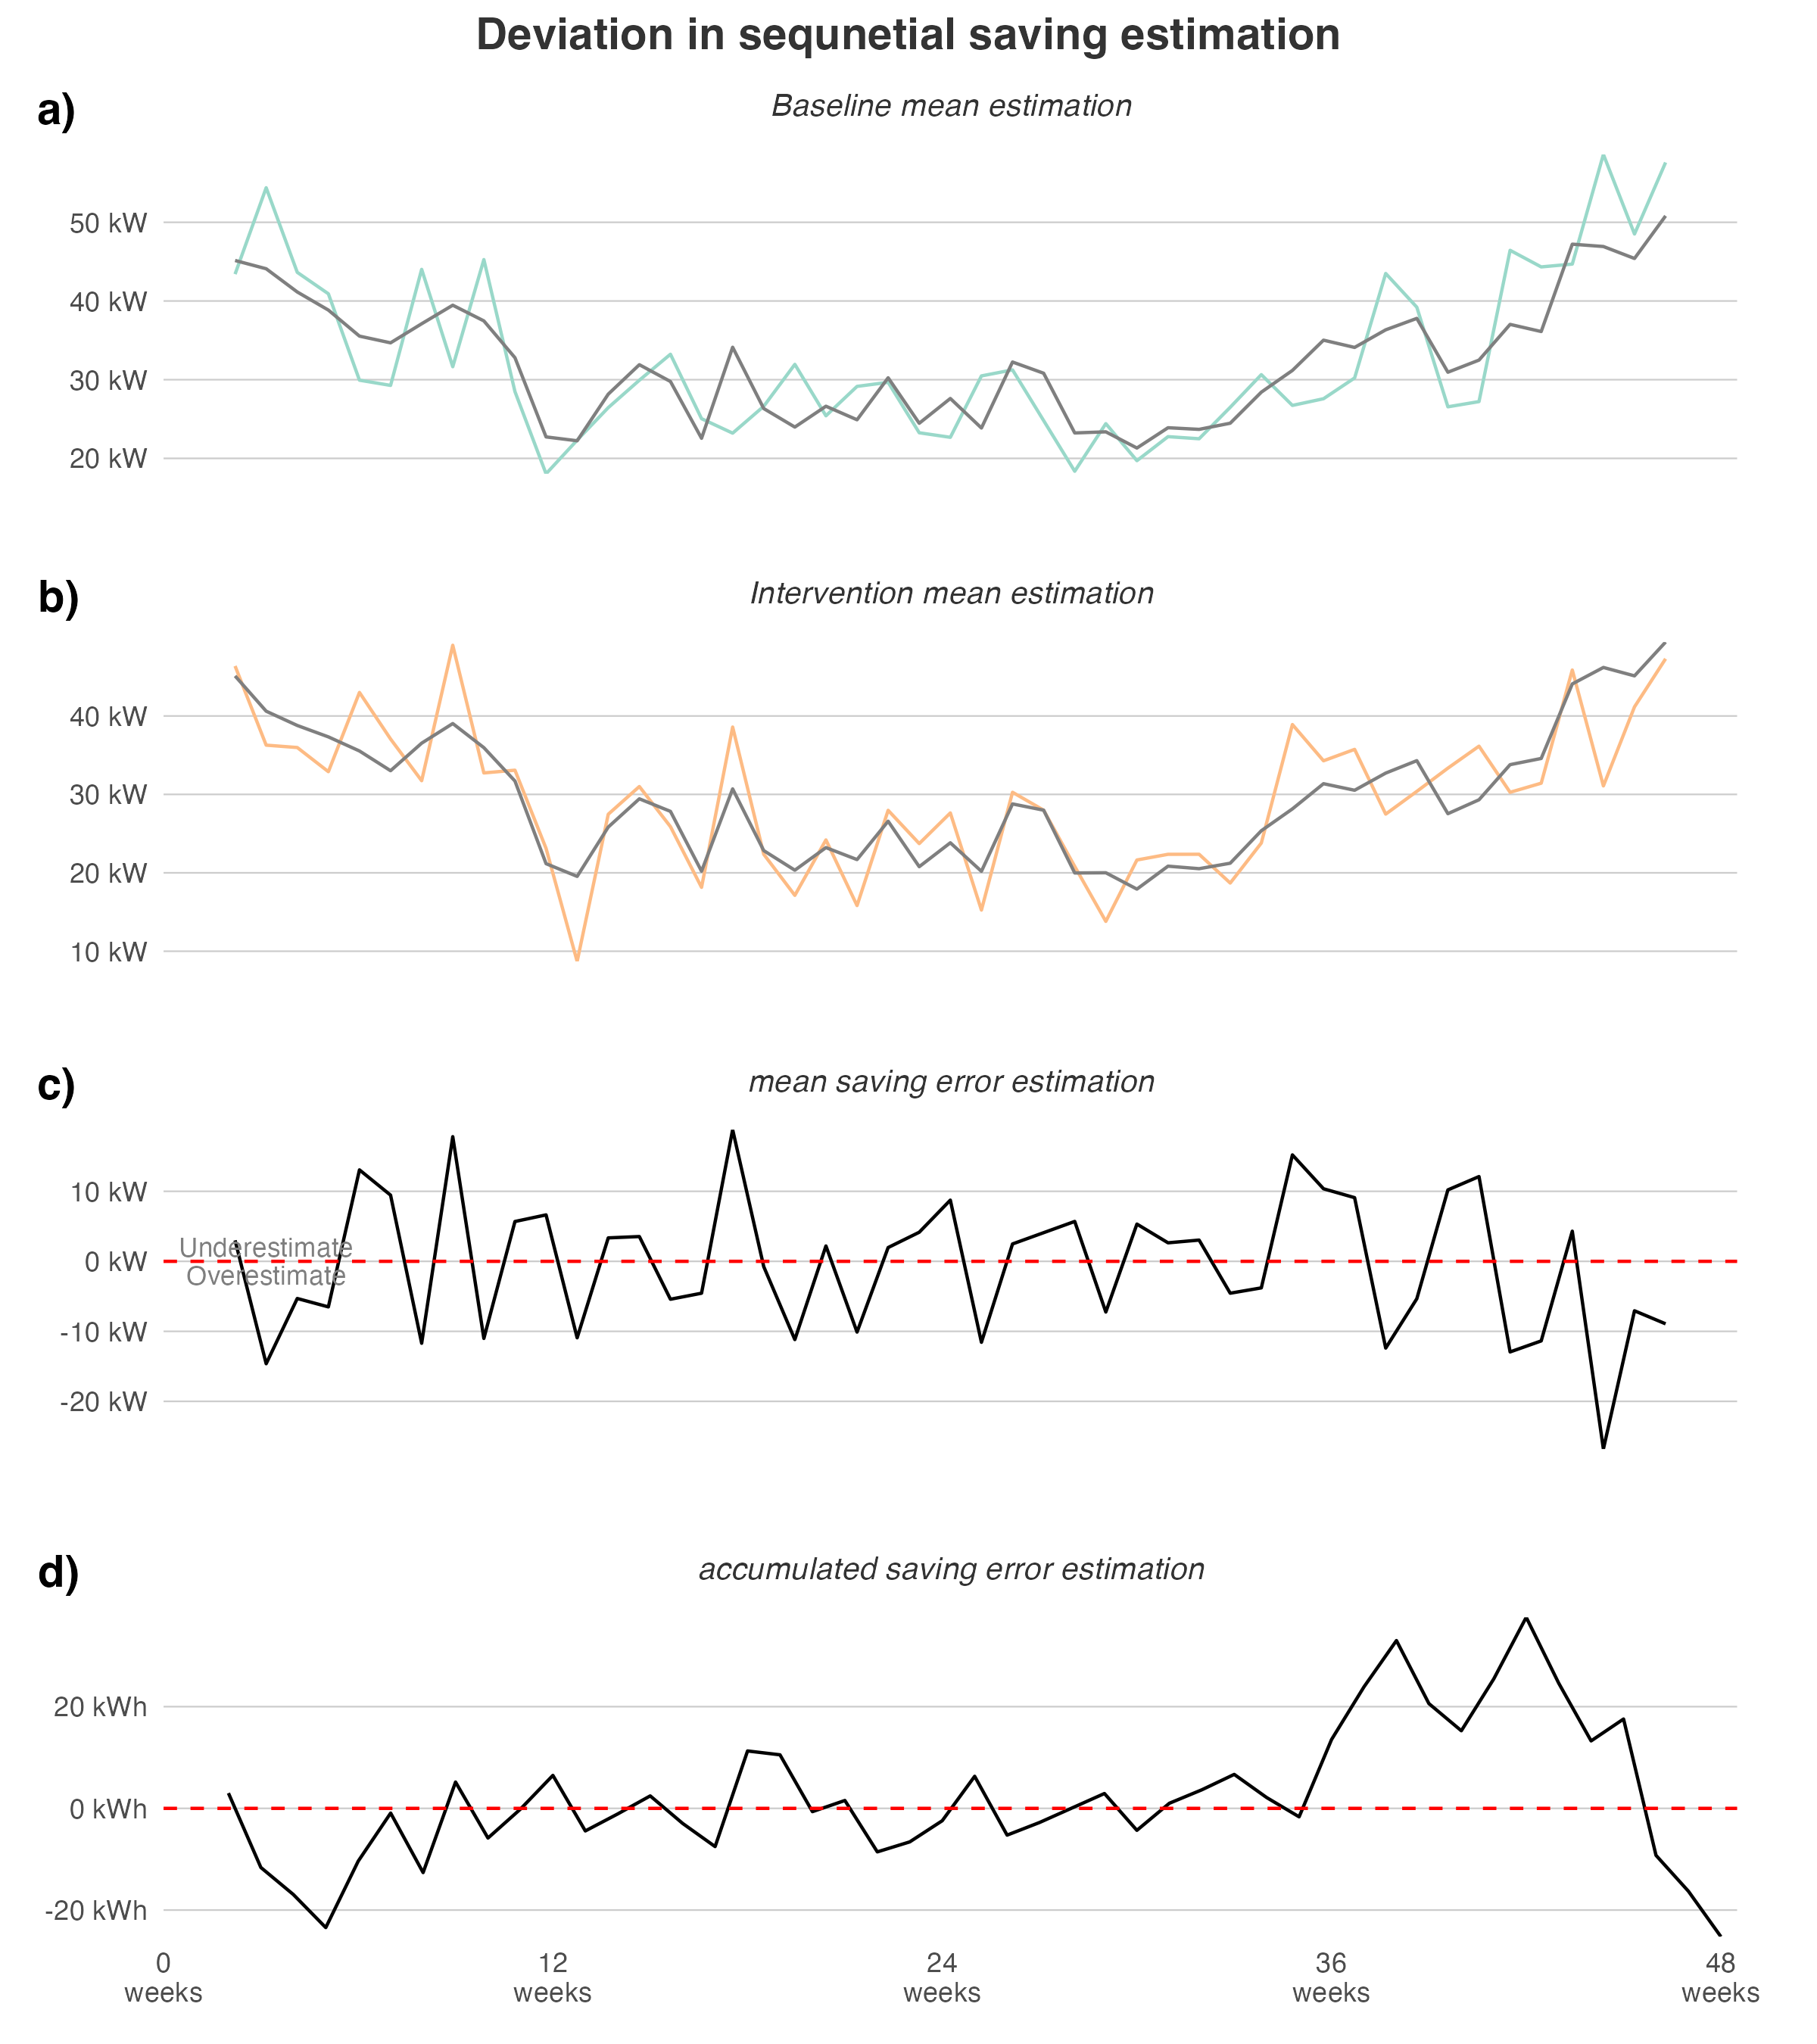 Deviation in sequnetial saving estimation
a)
Baseline mean estimation
50 kW
40 kW
30 kW
20 kW
b)
Intervention mean estimation
40 kW
30 kW
20 kW
10 kW
c)
mean saving error estimation
10 kW
Underestimate
0 kW
Overestimate
-10 kW
-20 kW
d)
accumulated saving error estimation
20 kWh
0 kWh
-20 kWh
0 12 24 36 48
weeks weeks weeks weeks weeks